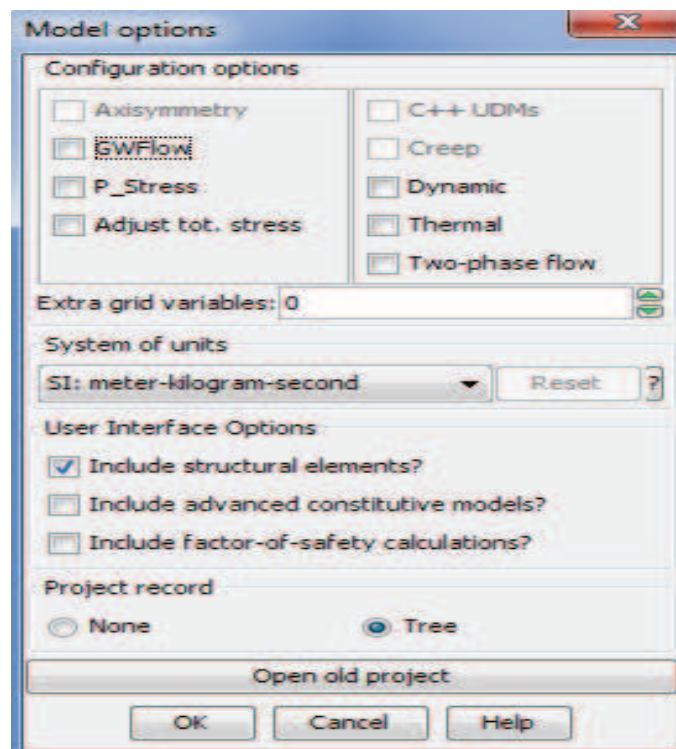 Model options
Configuration options
Axisymmetry
GWFlow
P_Stress
Adjust tot. stress
C++ UDMs
Creep
Dynamic
Thermal
Two-phase flow
Extra grid variables: 0
System of units
SI: meter-kilogram-second Reset ?
User Interface Options
Include structural elements?
Include advanced constitutive models?
Include factor-of-safety calculations?
Project record
None Tree
Open old project
OK Cancel Help